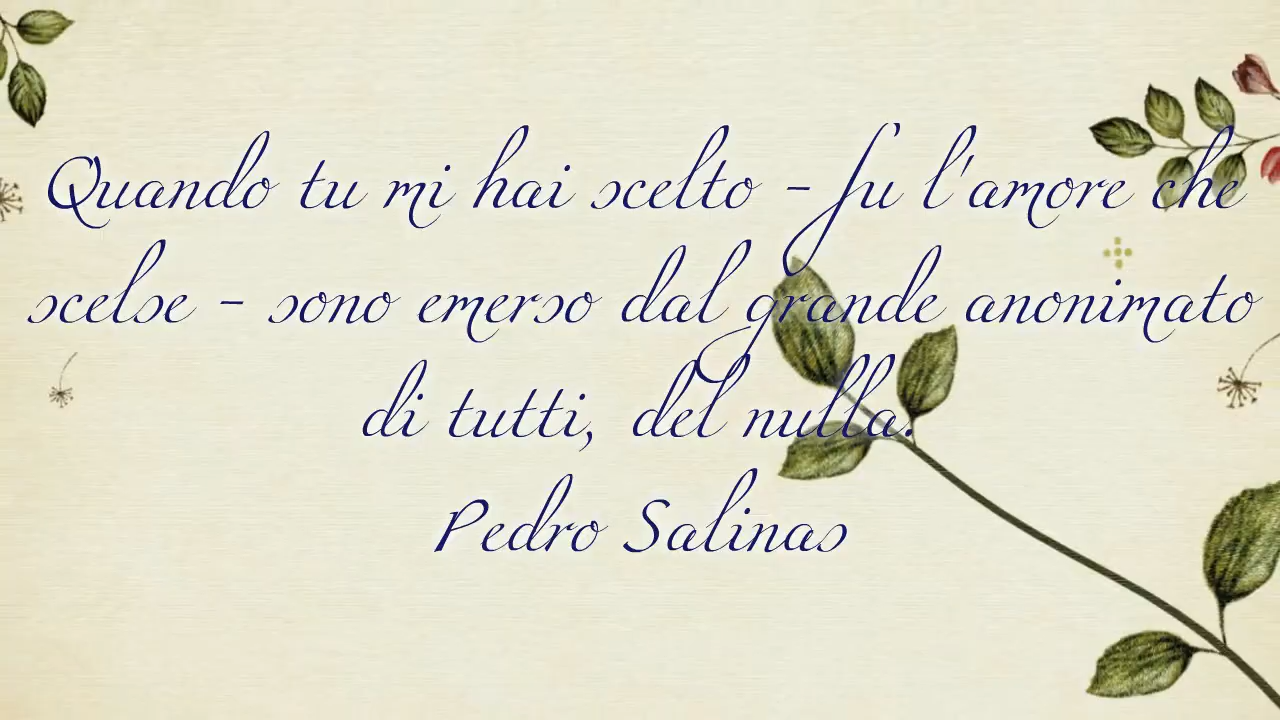 Quando tu mi hai scelto - fu l'amore che
scelse - sono emerso dal grande anonimato
di tutti, del nulla.
Pedro Salinas